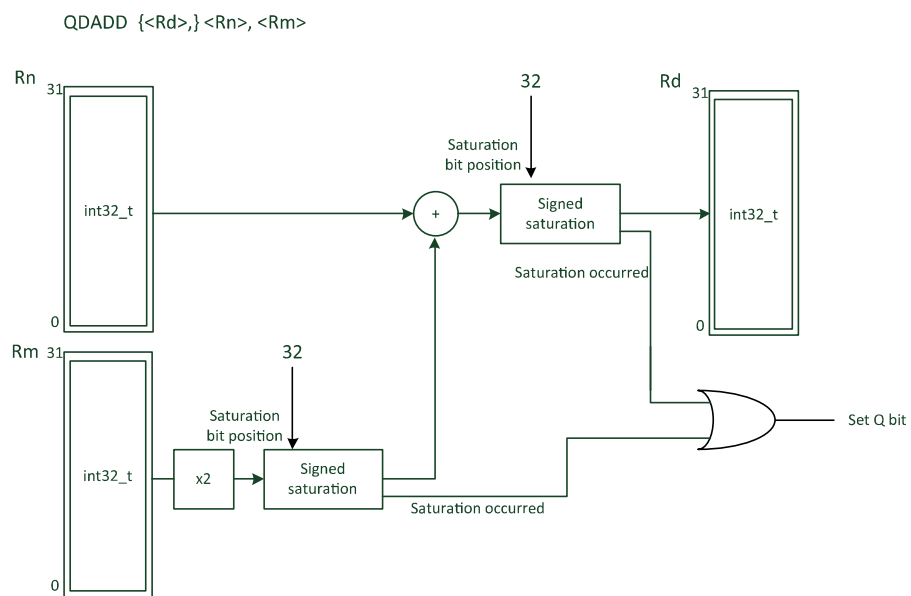 QDADD {<Rd>,} <Rn>, <Rm>
Rn
31
int32_t
0
32
Saturation
bit position
+
Signed
saturation
Saturation occurred
Rd
31
int32_t
0
Rm
31
int32_t
0
x2
32
Saturation
bit position
Signed
saturation
Saturation occurred
Set Q bit